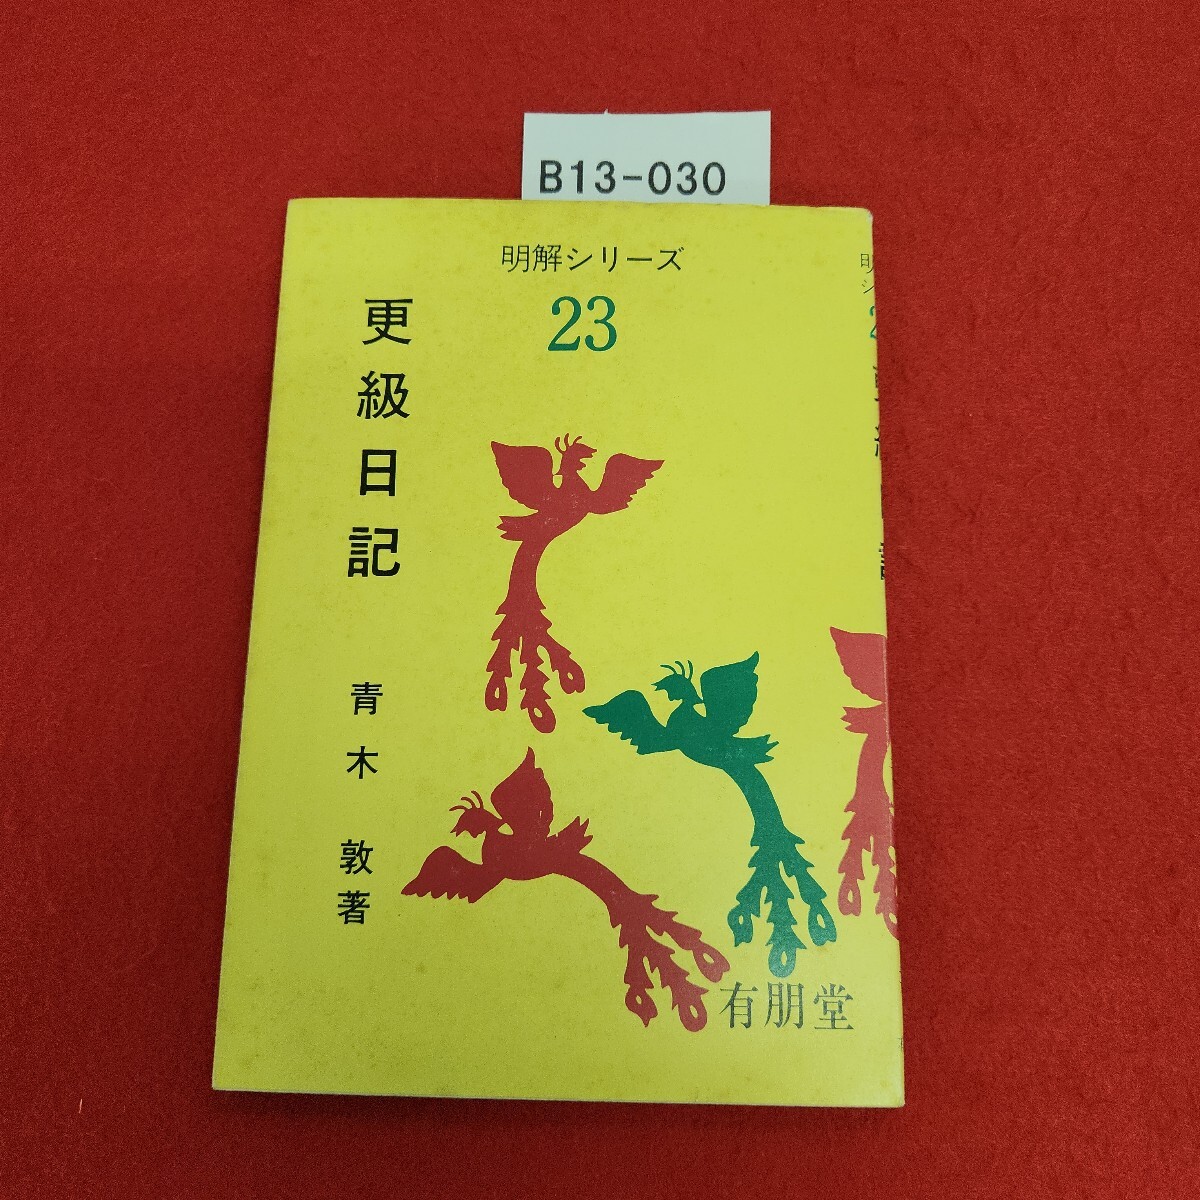 B13-030
明解シリーズ
23
更級日記
青木 敦著
有朋堂